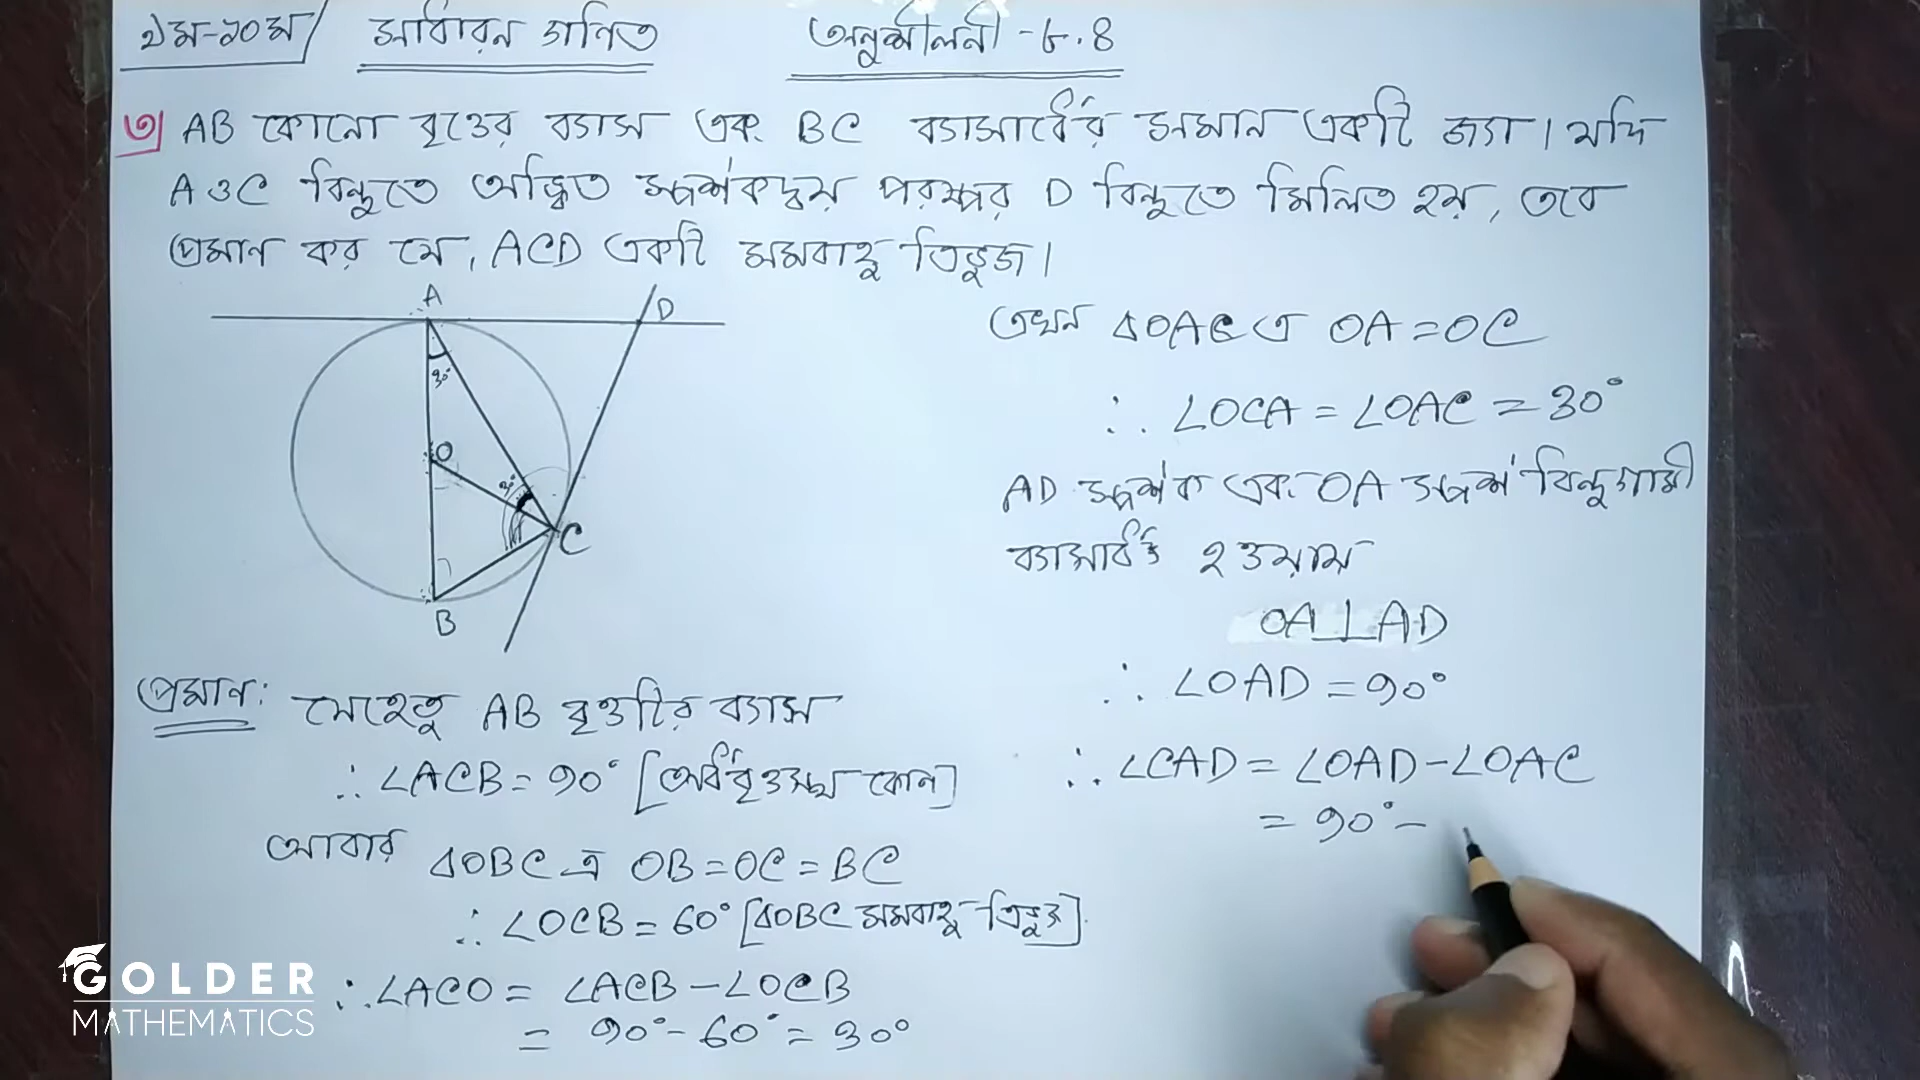 ৯ম-১০ম/ সাধারন গনিত অনুশীলনী -৮.৪
৩| AB কোনো বৃত্তের ব্যাস এবং BC ব্যাসার্ধের সমান একটি জ্যা। যদি
A ও C বিন্দুতে অঙ্কিত স্পর্শকদ্বয় পরস্পর D বিন্দুতে মিলিত হয়, তবে
প্রমান কর যে, ACD একটি সমবাহু ত্রিভুজ।
A
D
30°
O
30°
C
B
প্রমান: যেহেতু AB বৃত্তটির ব্যাস
∴ ∠ACB = 90° [অর্ধবৃত্তস্থ কোন]
আবার ΔOBC এ OB = OC = BC
∴ ∠OCB = 60° [ΔOBC সমবাহু ত্রিভুজ]
∴ ∠ACO = ∠ACB - ∠OCB
= 90° - 60° = 30°
এখন ΔOAC এ OA = OC
∴ ∠OCA = ∠OAC = 30°
AD স্পর্শক এবং OA স্পর্শ বিন্দুগামী
ব্যাসার্ধ হওয়ায়
OA ⊥ AD
∴ ∠OAD = 90°
∴ ∠CAD = ∠OAD - ∠OAC
= 90° -
GOLDER
MATHEMATICS